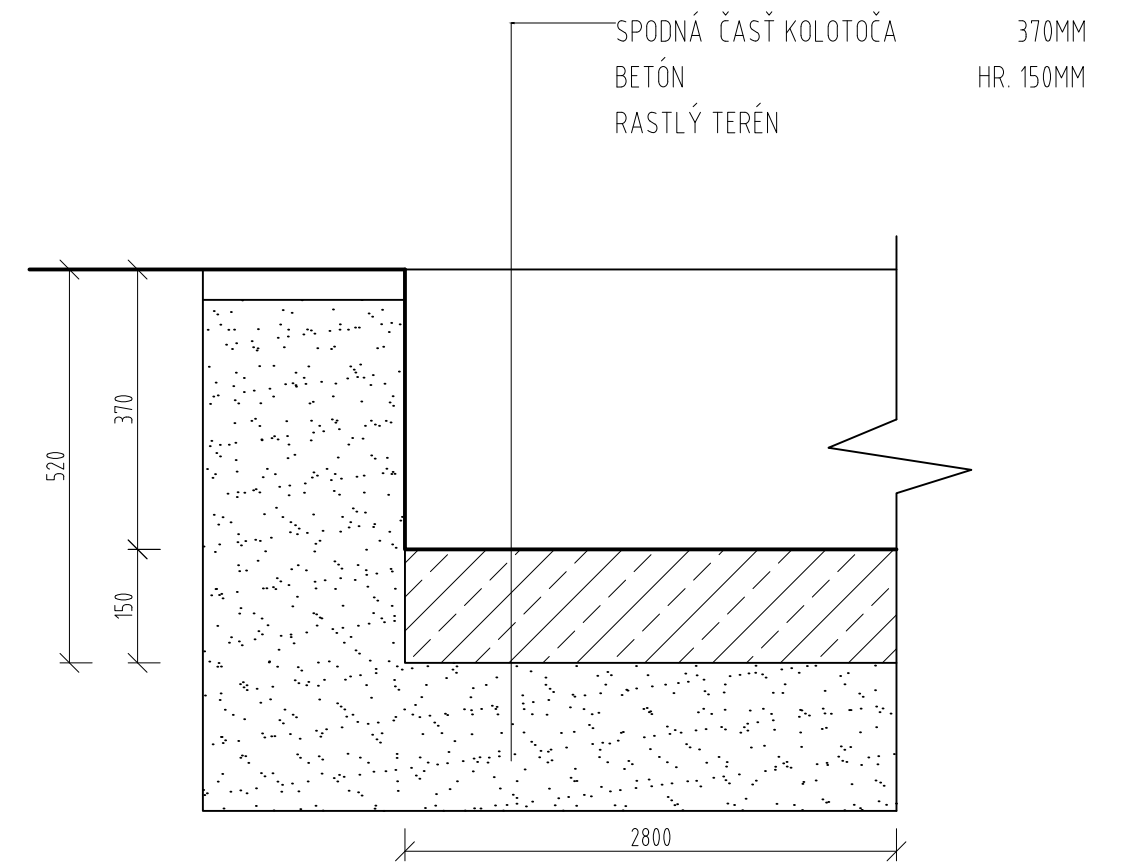 SPODNÁ ČASŤ KOLOTOČA 370MM
BETÓN HR. 150MM
RASTLÝ TERÉN
370
520
150
2800